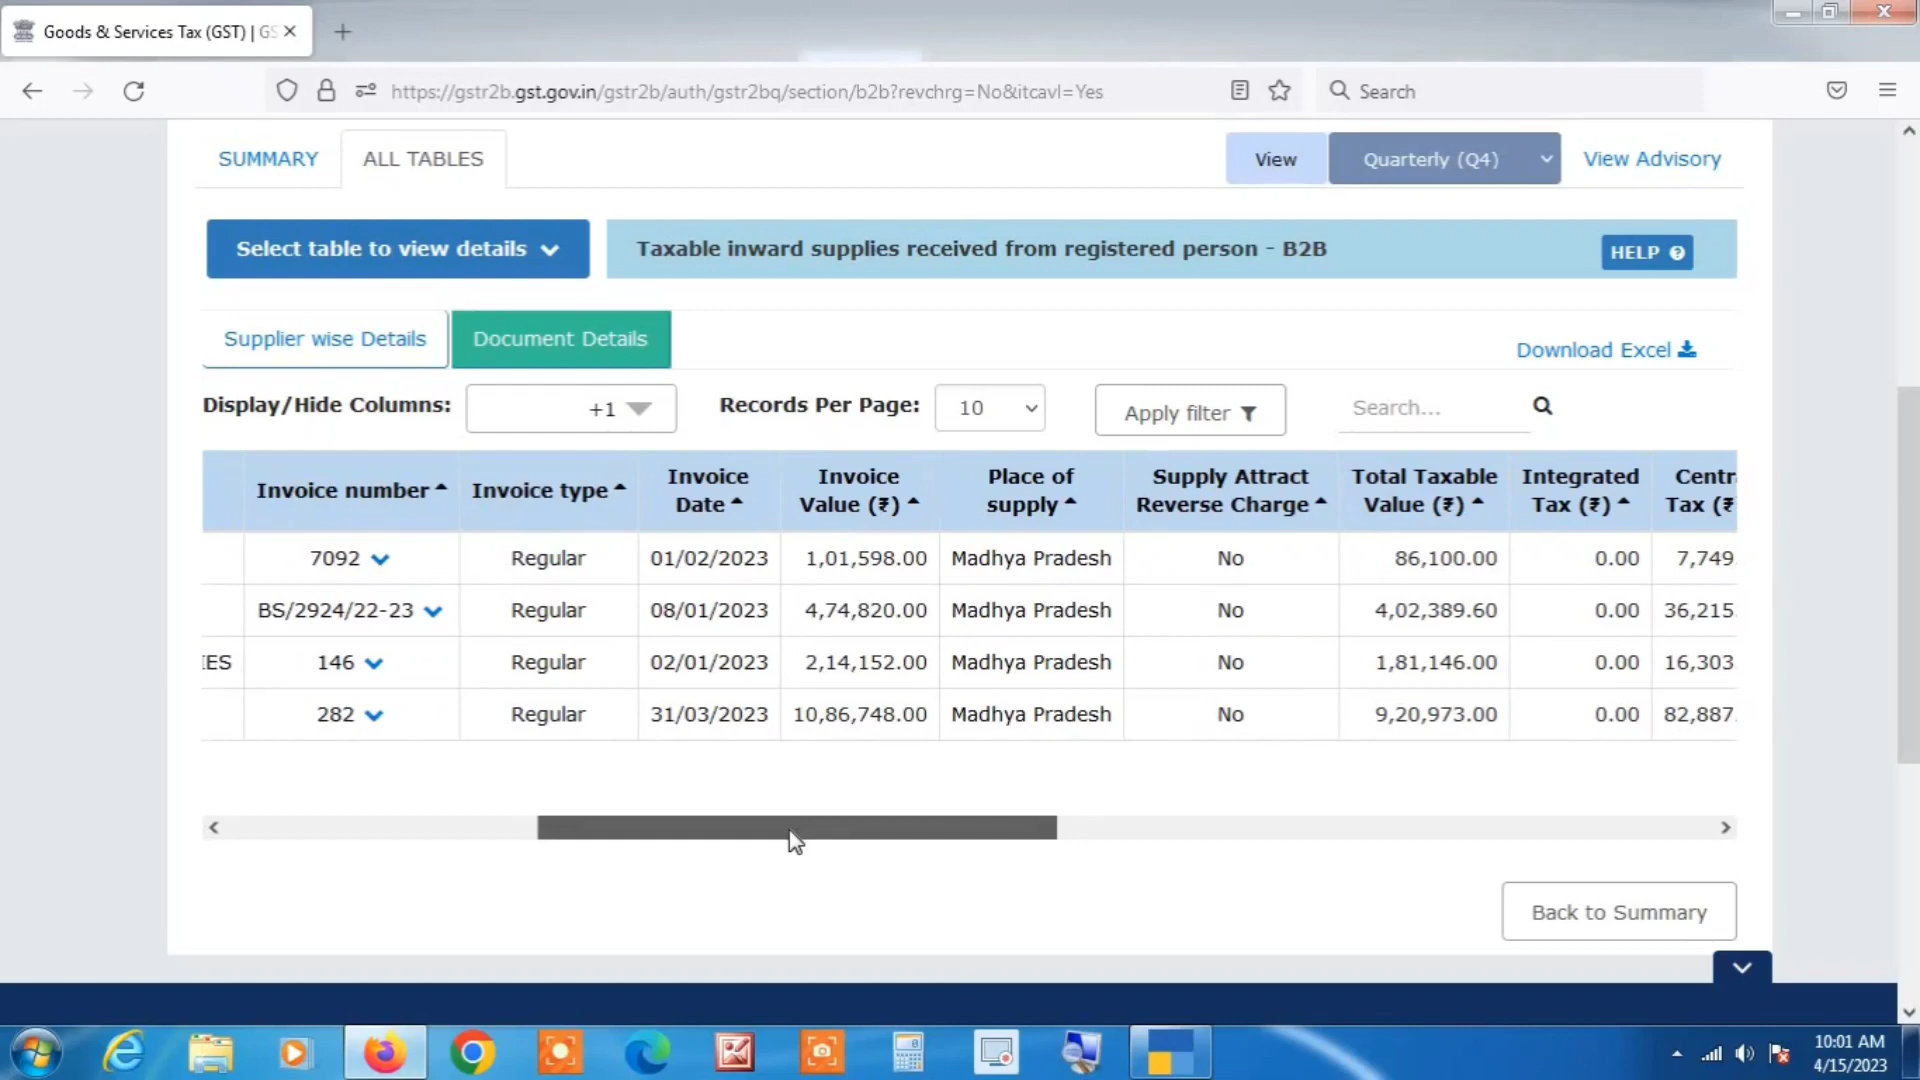 Goods & Services Tax (GST) | GS
https://gstr2b.gst.gov.in/gstr2b/auth/gstr2bq/section/b2b?revchrg=No&itcavl=Yes
Search
SUMMARY
ALL TABLES
View
Quarterly (Q4)
View Advisory
Select table to view details
Taxable inward supplies received from registered person - B2B
HELP
Supplier wise Details
Document Details
Download Excel
Display/Hide Columns:
+1
Records Per Page:
10
Apply filter
Search...
Invoice number
Invoice type
Invoice
Date
Invoice
Value (₹)
Place of
supply
Supply Attract
Reverse Charge
Total Taxable
Value (₹)
Integrated
Tax (₹)
Centr
Tax (₹
7092 Regular 01/02/2023 1,01,598.00 Madhya Pradesh No 86,100.00 0.00 7,749
BS/2924/22-23 Regular 08/01/2023 4,74,820.00 Madhya Pradesh No 4,02,389.60 0.00 36,215
IES 146 Regular 02/01/2023 2,14,152.00 Madhya Pradesh No 1,81,146.00 0.00 16,303
282 Regular 31/03/2023 10,86,748.00 Madhya Pradesh No 9,20,973.00 0.00 82,887
Back to Summary
10:01 AM
4/15/2023